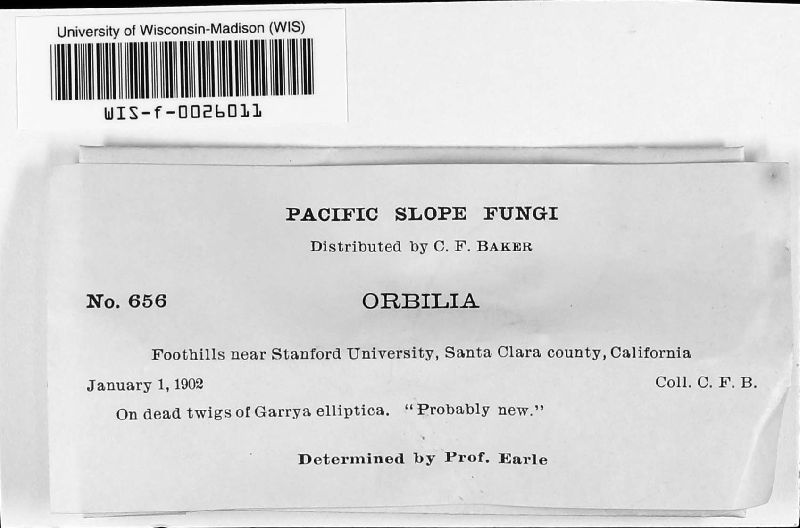 University of Wisconsin-Madison (WIS)
WIS-f-0026011
PACIFIC SLOPE FUNGI
Distributed by C. F. BAKER
No. 656 ORBILIA
Foothills near Stanford University, Santa Clara county, California
January 1, 1902 Coll. C. F. B.
On dead twigs of Garrya elliptica. "Probably new."
Determined by Prof. Earle